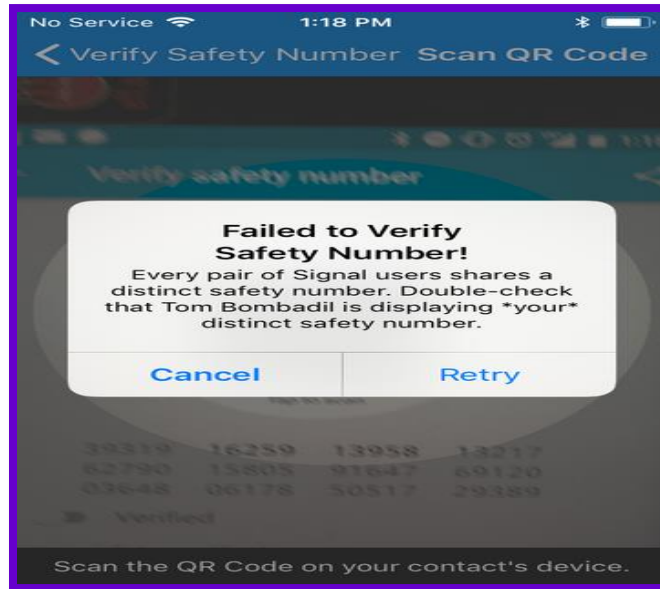 No Service 1:18 PM
Verify Safety Number Scan QR Code
Verify safety number
Failed to Verify
Safety Number!
Every pair of Signal users shares a
distinct safety number. Double-check
that Tom Bombadil is displaying *your*
distinct safety number.
Cancel Retry
39319 16259 13958 13217
62790 15805 91647 69120
03648 06178 50517 29389
Verified
Scan the QR Code on your contact's device.